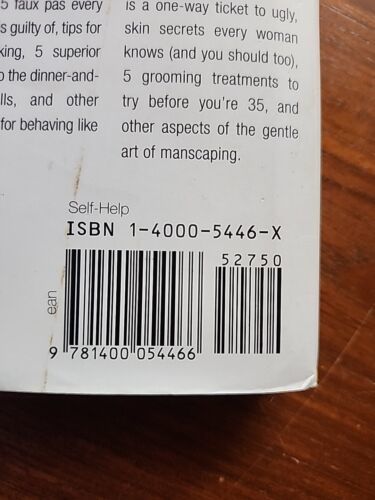 5 faux pas every
s guilty of, tips for
king, 5 superior
o the dinner-and-
lls, and other
for behaving like
is a one-way ticket to ugly,
skin secrets every woman
knows (and you should too),
5 grooming treatments to
try before you're 35, and
other aspects of the gentle
art of manscaping.
Self-Help
ISBN 1-4000-5446-X
52750
ean
9 781400 054466